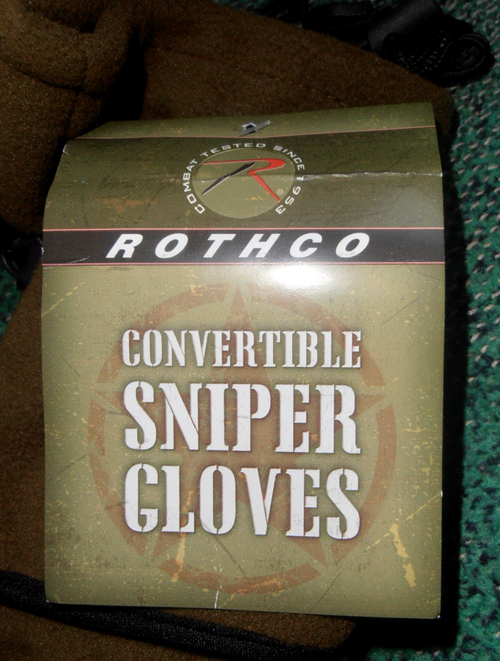 COMBAT TESTED SINCE 1953
R
ROTHCO
CONVERTIBLE
SNIPER
GLOVES